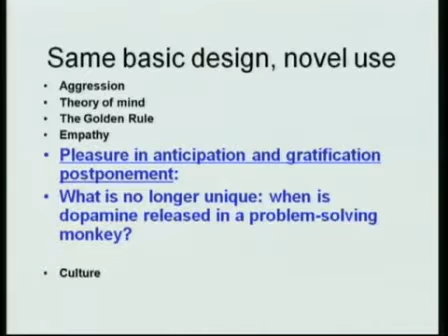 Same basic design, novel use
• Aggression
• Theory of mind
• The Golden Rule
• Empathy
• Pleasure in anticipation and gratification
postponement:
• What is no longer unique: when is
dopamine released in a problem-solving
monkey?
• Culture